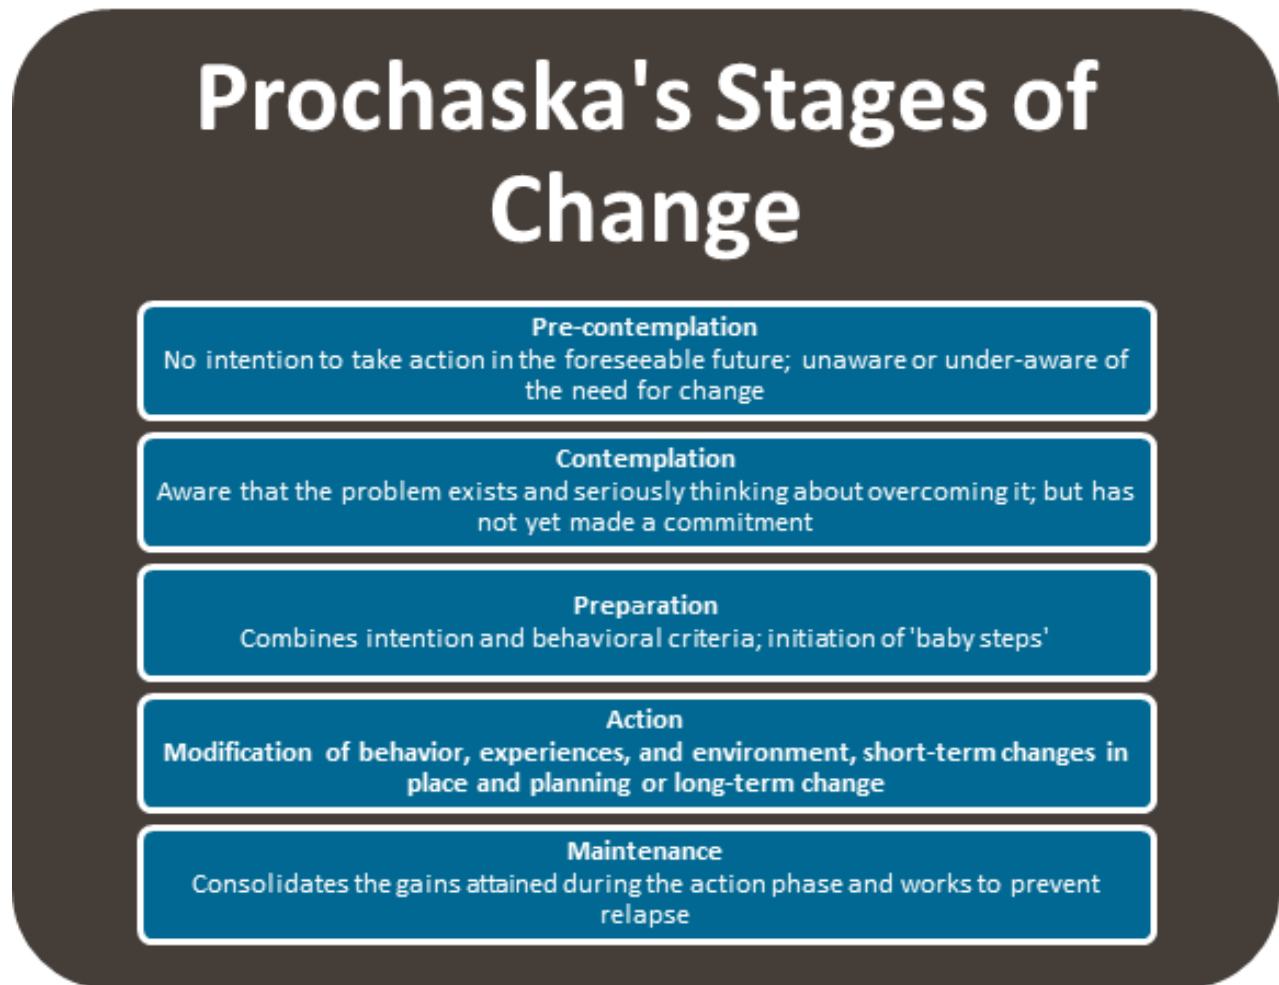 Prochaska's Stages of
Change
Pre-contemplation
No intention to take action in the foreseeable future; unaware or under-aware of
the need for change
Contemplation
Aware that the problem exists and seriously thinking about overcoming it; but has
not yet made a commitment
Preparation
Combines intention and behavioral criteria; initiation of 'baby steps'
Action
Modification of behavior, experiences, and environment, short-term changes in
place and planning or long-term change
Maintenance
Consolidates the gains attained during the action phase and works to prevent
relapse